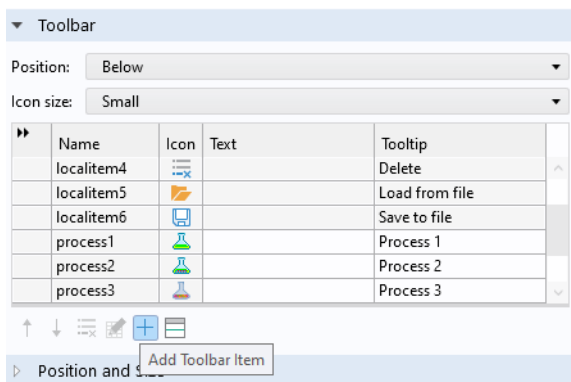 Toolbar
Position: Below
Icon size: Small
Name Icon Text Tooltip
localitem4 Delete
localitem5 Load from file
localitem6 Save to file
process1 Process 1
process2 Process 2
process3 Process 3
Add Toolbar Item
Position and